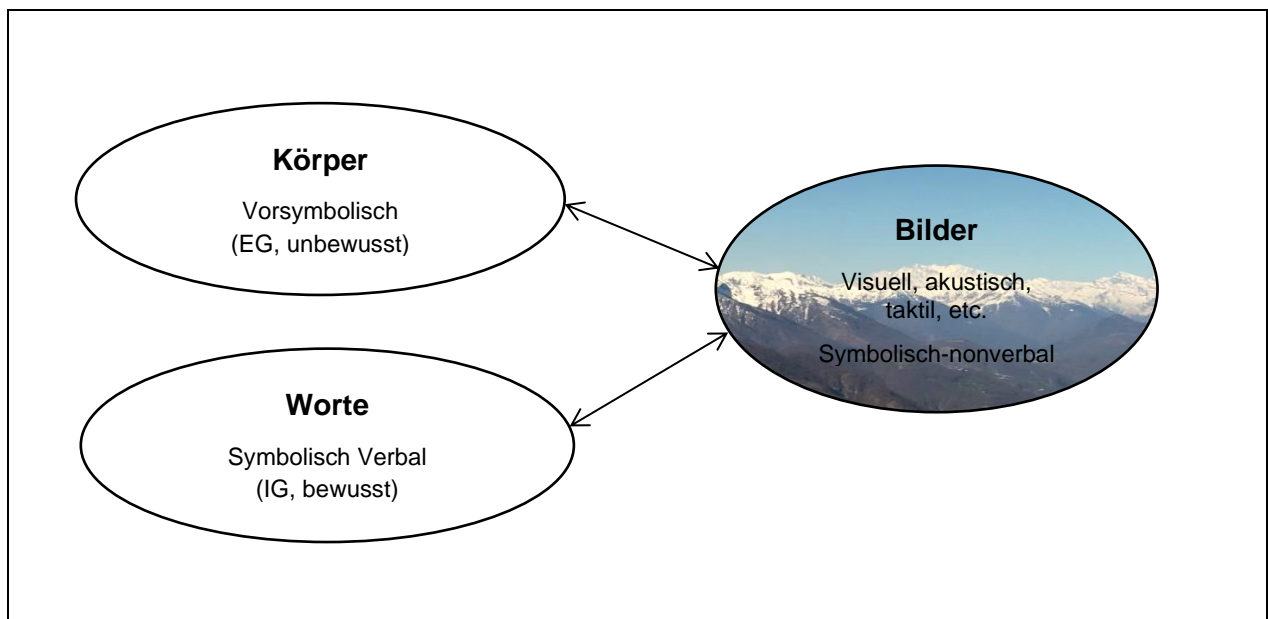 Körper
Vorsymbolisch
(EG, unbewusst)
Bilder
Visuell, akustisch,
taktil, etc.
Symbolisch-nonverbal
Worte
Symbolisch Verbal
(IG, bewusst)